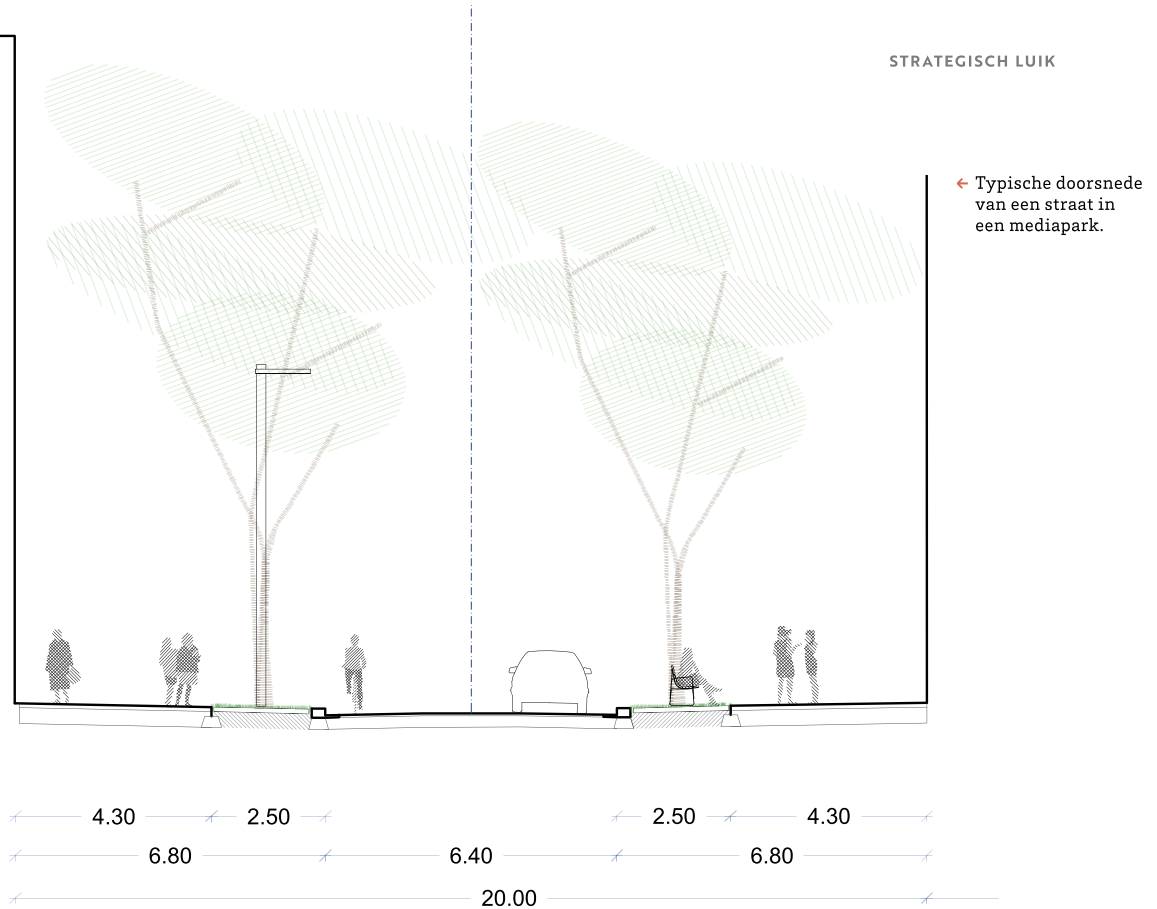 STRATEGISCH LUIK
← Typische doorsnede
van een straat in
een mediapark.
4.30 2.50 2.50 4.30
6.80 6.40 6.80
20.00